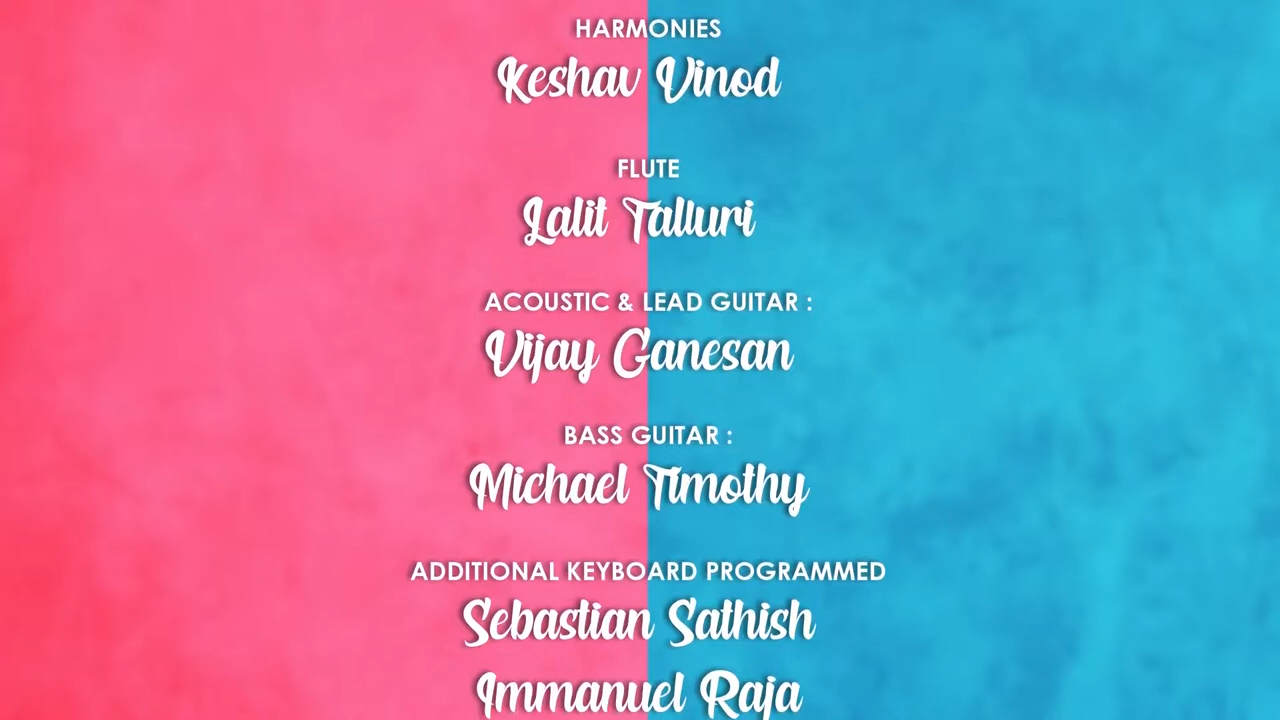 HARMONIES
Keshav Vinod
FLUTE
Lalit Talluri
ACOUSTIC & LEAD GUITAR :
Vijay Ganesan
BASS GUITAR :
Michael Timothy
ADDITIONAL KEYBOARD PROGRAMMED
Sebastian Sathish
Immanuel Raja